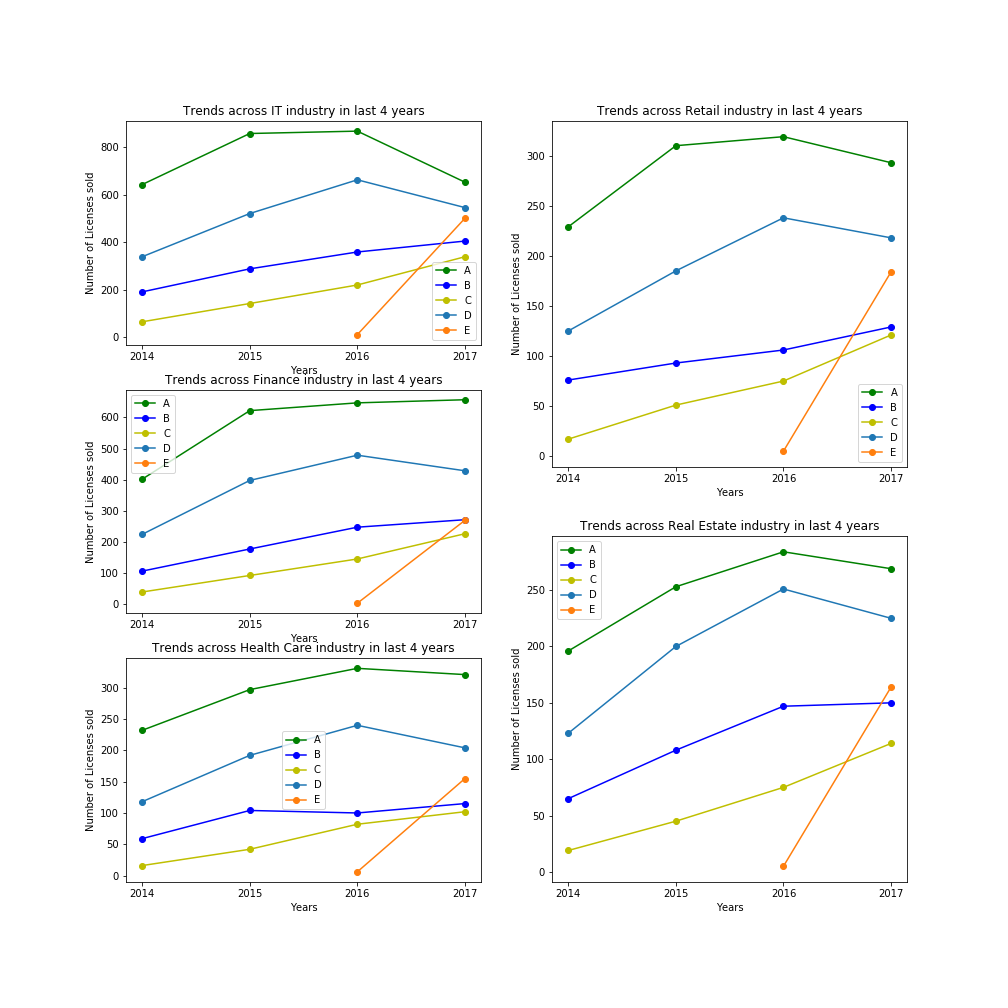 Trends across IT industry in last 4 years
Number of Licenses sold
800
600
400
200
0
A
B
C
D
E
2014 2015 2016 2017
Years
Trends across Finance industry in last 4 years
Number of Licenses sold
600
500
400
300
200
100
0
A
B
C
D
E
2014 2015 2016 2017
Years
Trends across Health Care industry in last 4 years
Number of Licenses sold
300
250
200
150
100
50
0
A
B
C
D
E
2014 2015 2016 2017
Years
Trends across Retail industry in last 4 years
Number of Licenses sold
300
250
200
150
100
50
0
A
B
C
D
E
2014 2015 2016 2017
Years
Trends across Real Estate industry in last 4 years
Number of Licenses sold
250
200
150
100
50
0
A
B
C
D
E
2014 2015 2016 2017
Years